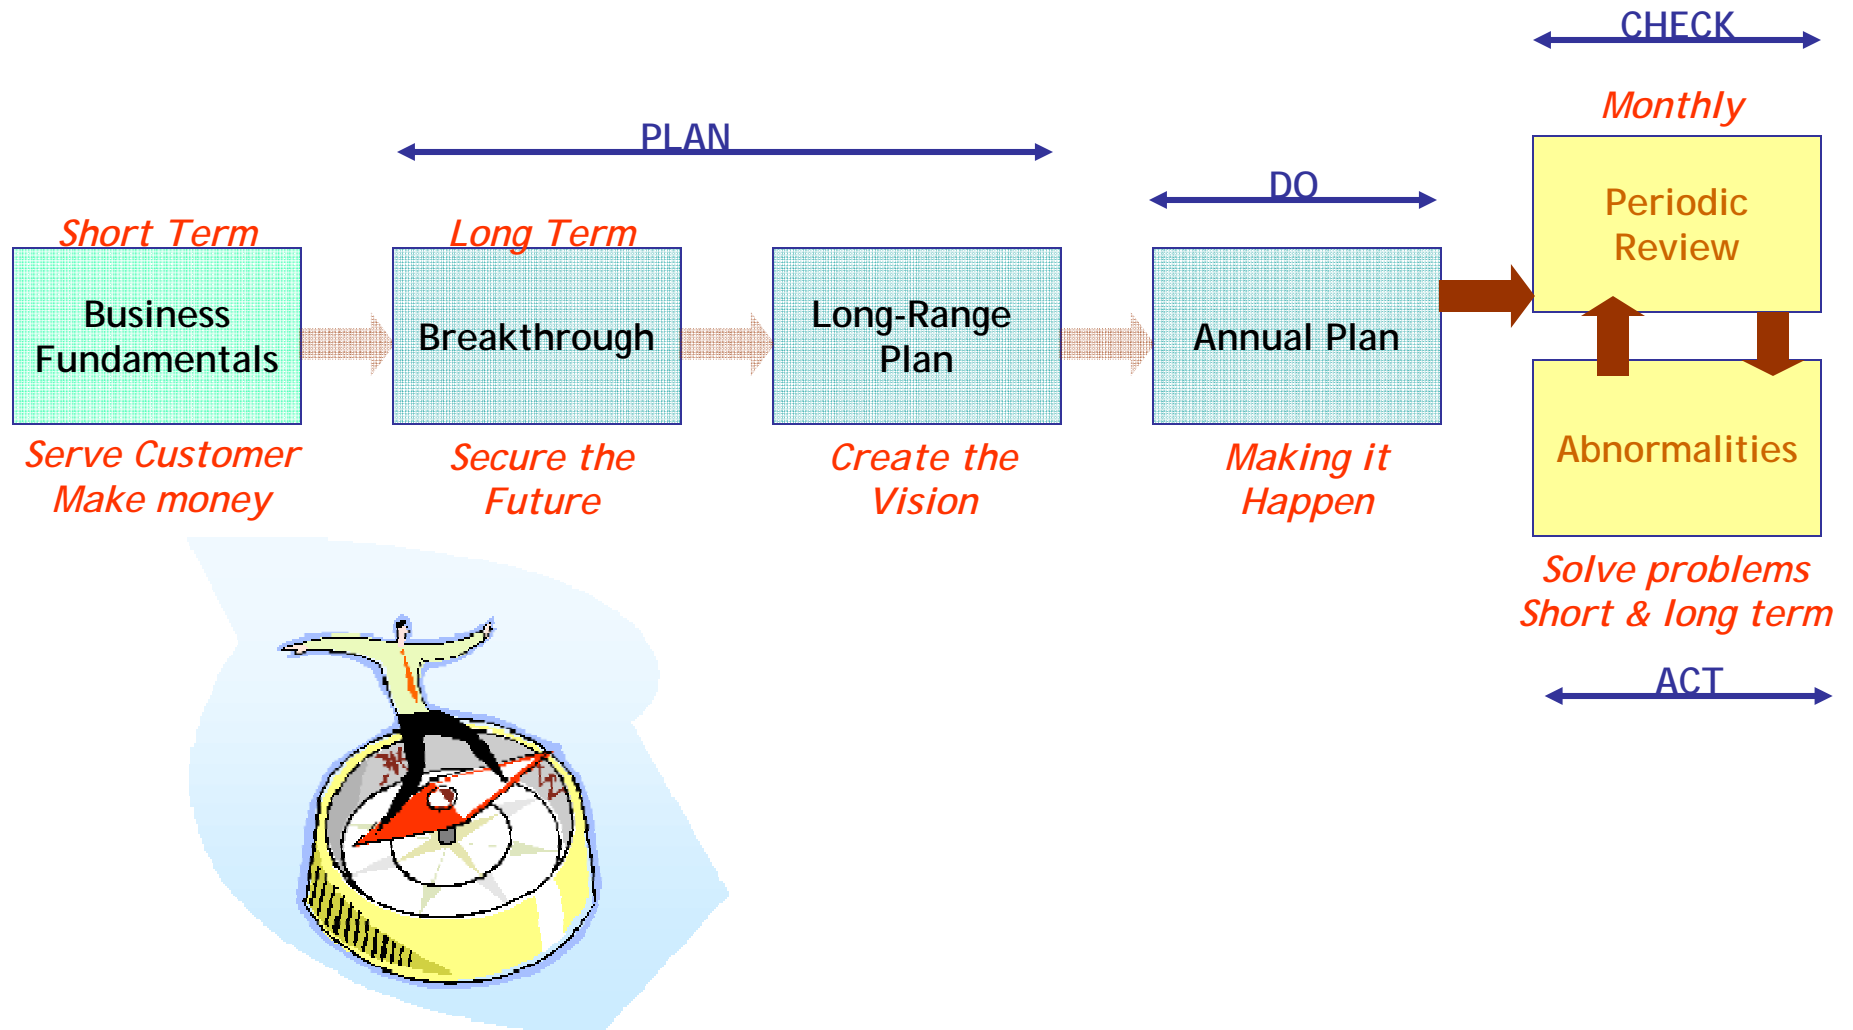 CHECK
Monthly
PLAN
DO
Periodic
Review
Short Term
Long Term
Business
Fundamentals
Breakthrough
Long-Range
Plan
Annual Plan
Abnormalities
Serve Customer
Make money
Secure the
Future
Create the
Vision
Making it
Happen
Solve problems
Short & long term
ACT